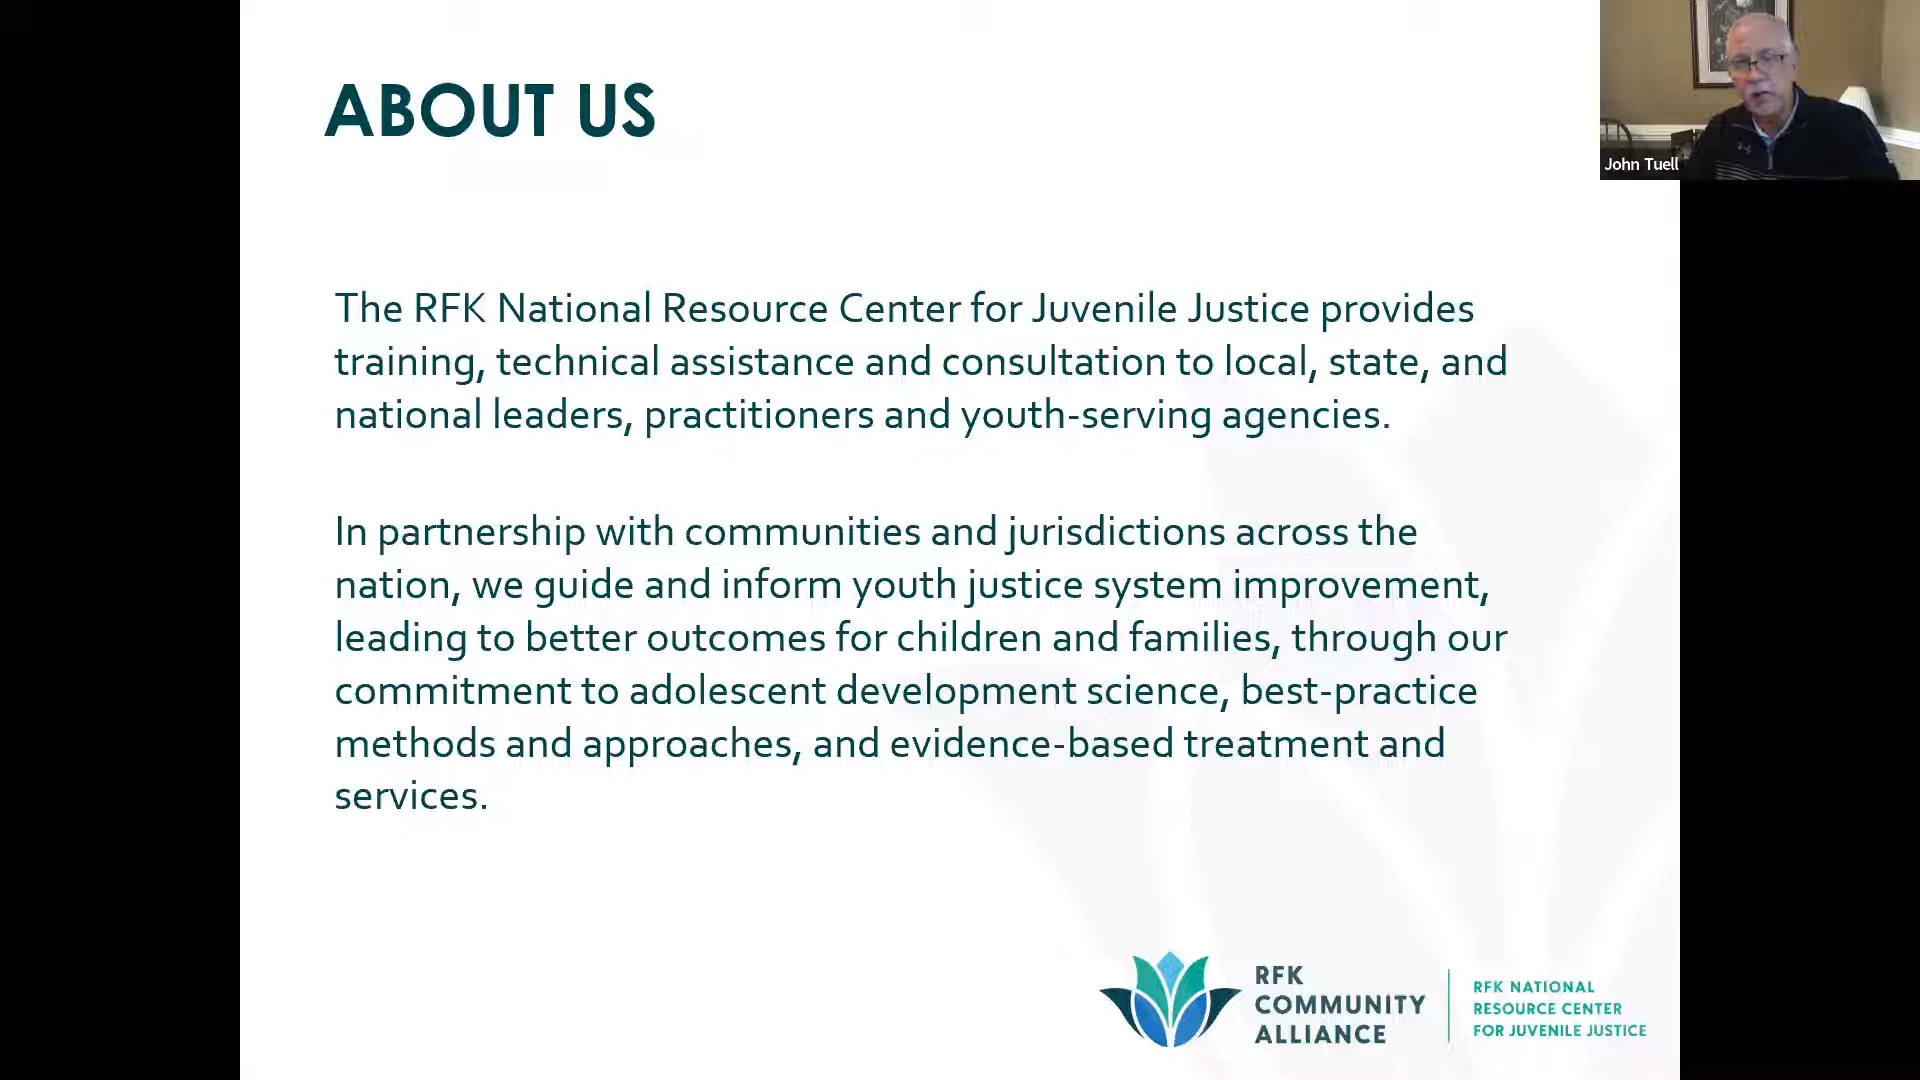 ABOUT US
John Tuell
The RFK National Resource Center for Juvenile Justice provides
training, technical assistance and consultation to local, state, and
national leaders, practitioners and youth-serving agencies.
In partnership with communities and jurisdictions across the
nation, we guide and inform youth justice system improvement,
leading to better outcomes for children and families, through our
commitment to adolescent development science, best-practice
methods and approaches, and evidence-based treatment and
services.
RFK
COMMUNITY
ALLIANCE
RFK NATIONAL
RESOURCE CENTER
FOR JUVENILE JUSTICE